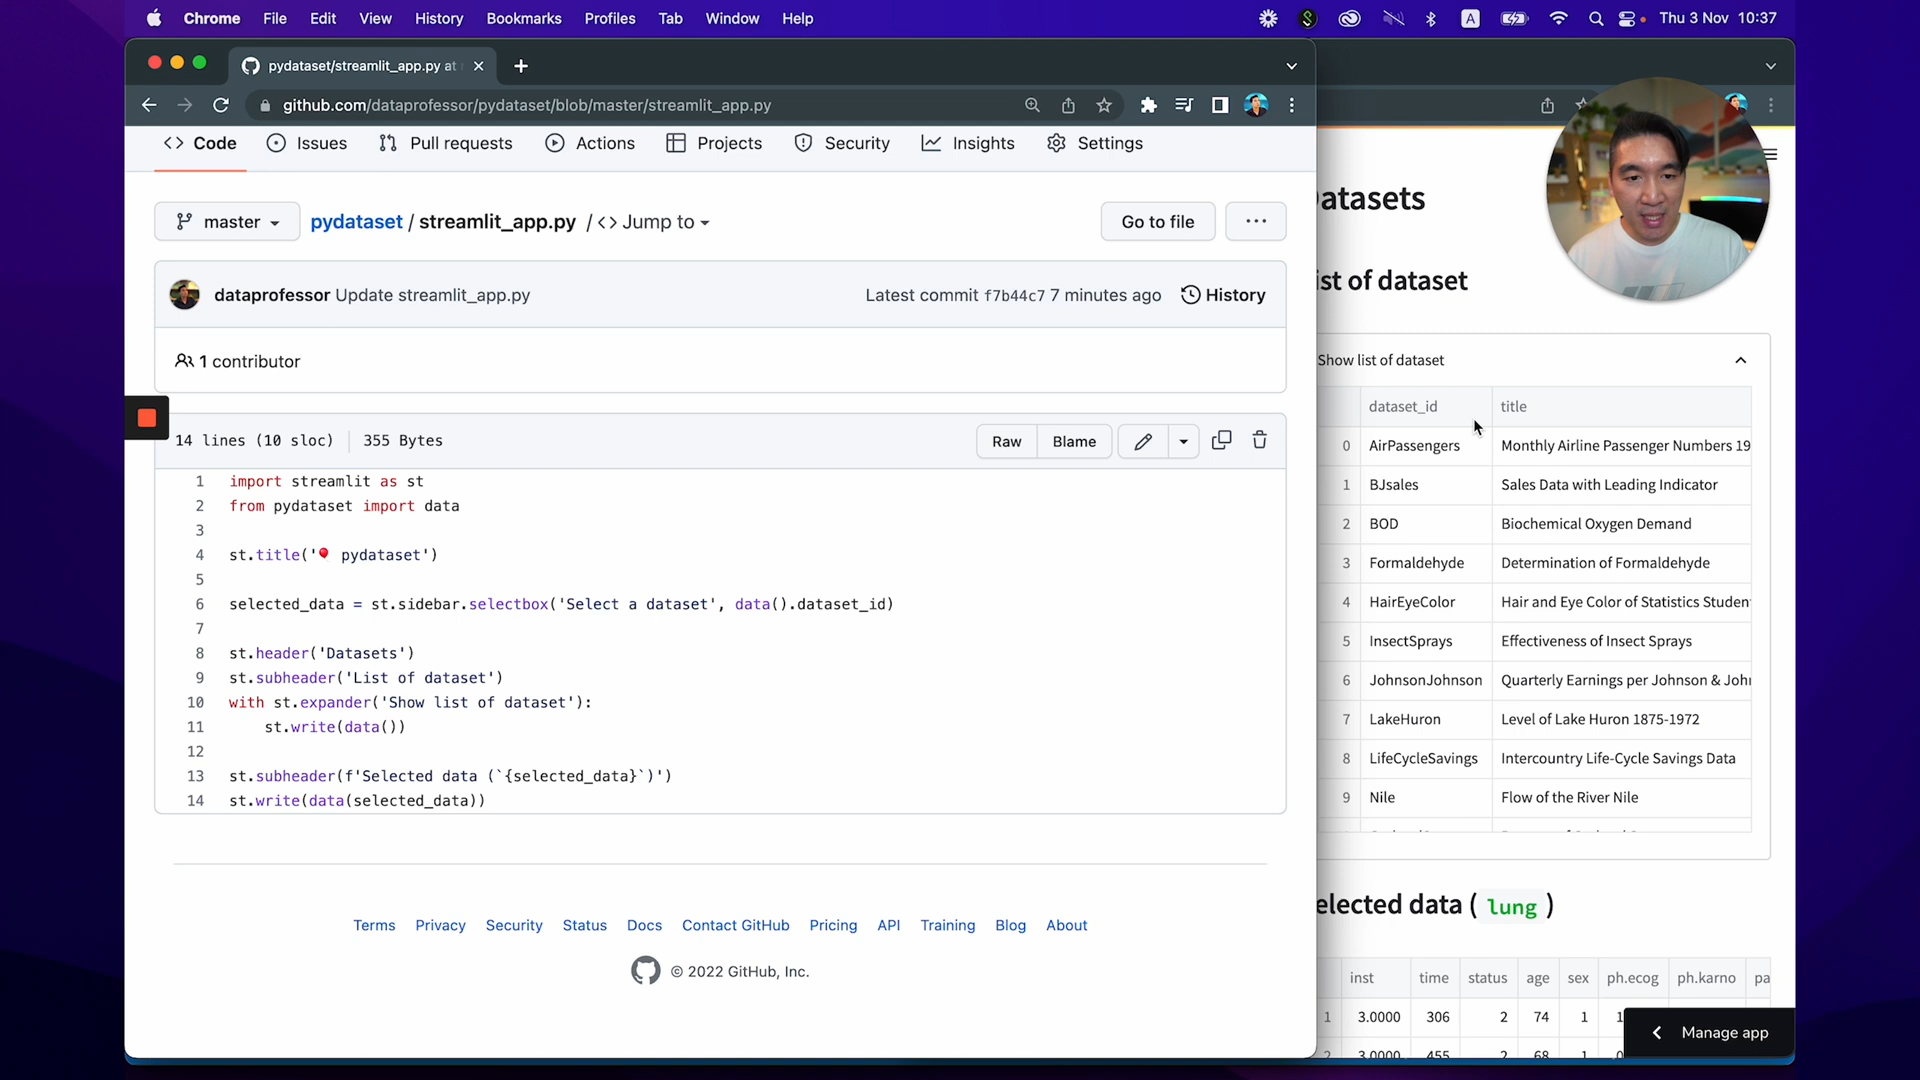 Chrome File Edit View History Bookmarks Profiles Tab Window Help
A
Thu 3 Nov 10:37
pydataset/streamlit_app.py at
github.com/dataprofessor/pydataset/blob/master/streamlit_app.py
Code Issues Pull requests Actions Projects Security Insights Settings
master pydataset / streamlit_app.py / <> Jump to
Go to file
dataprofessor Update streamlit_app.py
Latest commit f7b44c7 7 minutes ago History
1 contributor
14 lines (10 sloc) 355 Bytes
Raw Blame
1 import streamlit as st
2 from pydataset import data
3
4 st.title('🎈 pydataset')
5
6 selected_data = st.sidebar.selectbox('Select a dataset', data().dataset_id)
7
8 st.header('Datasets')
9 st.subheader('List of dataset')
10 with st.expander('Show list of dataset'):
11 st.write(data())
12
13 st.subheader(f'Selected data (`{selected_data}`)')
14 st.write(data(selected_data))
Terms Privacy Security Status Docs Contact GitHub Pricing API Training Blog About
© 2022 GitHub, Inc.
atasets
ist of dataset
Show list of dataset
dataset_id title
0 AirPassengers Monthly Airline Passenger Numbers 19
1 BJsales Sales Data with Leading Indicator
2 BOD Biochemical Oxygen Demand
3 Formaldehyde Determination of Formaldehyde
4 HairEyeColor Hair and Eye Color of Statistics Studen
5 InsectSprays Effectiveness of Insect Sprays
6 JohnsonJohnson Quarterly Earnings per Johnson & Joh
7 LakeHuron Level of Lake Huron 1875-1972
8 LifeCycleSavings Intercountry Life-Cycle Savings Data
9 Nile Flow of the River Nile
elected data ( lung )
inst time status age sex ph.ecog ph.karno pa
1 3.0000 306 2 74 1 1
2 3.0000 455 2 68 1 0
Manage app